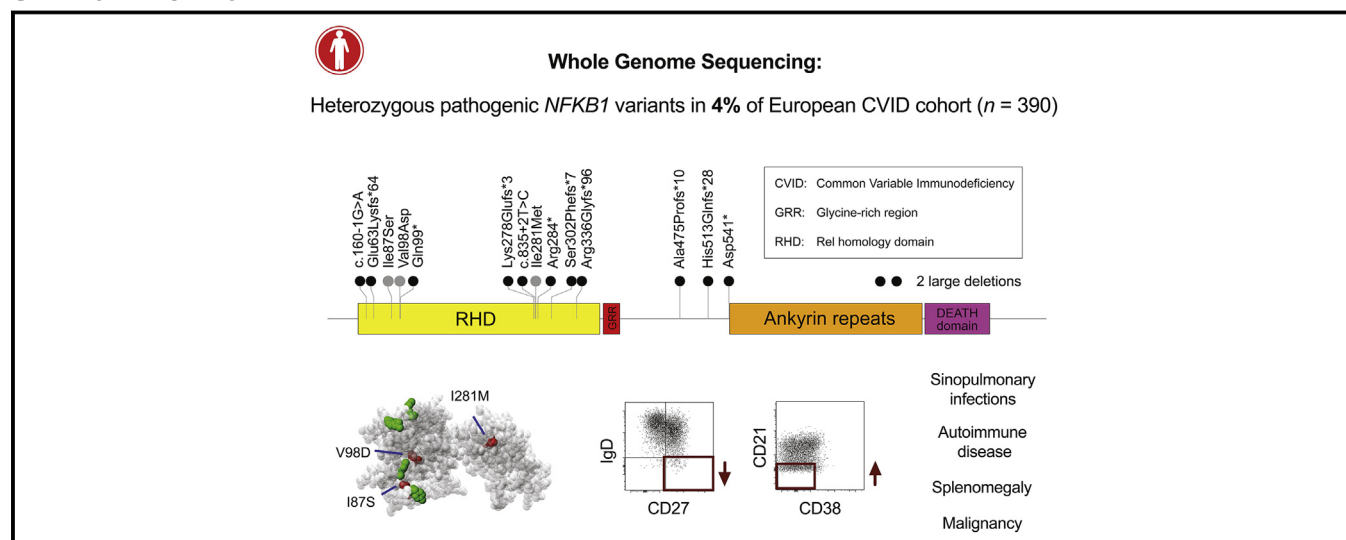 Whole Genome Sequencing:
Heterozygous pathogenic NFKB1 variants in 4% of European CVID cohort (n = 390)
c.160-1G>A
Glu63Lysfs*64
Ile87Ser
Val98Asp
Gln99*
Lys278Glufs*3
c.835+2T>C
Ile281Met
Arg284*
Ser302Phefs*7
Arg336Glyfs*96
Ala475Profs*10
His513Glnfs*28
Asp541*
CVID: Common Variable Immunodeficiency
GRR: Glycine-rich region
RHD: Rel homology domain
2 large deletions
RHD
GRR
Ankyrin repeats
DEATH
domain
I281M
V98D
I87S
IgD
CD27
CD21
CD38
Sinopulmonary
infections
Autoimmune
disease
Splenomegaly
Malignancy